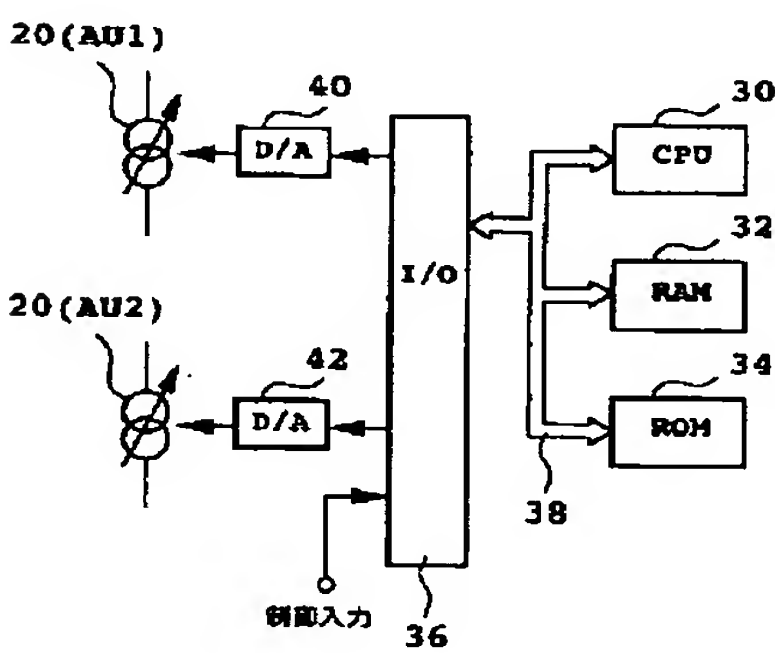 20(AU1)
40
D/A
30
CPU
32
RAM
I/O
20(AU2)
42
D/A
34
ROM
38
制御入力
36